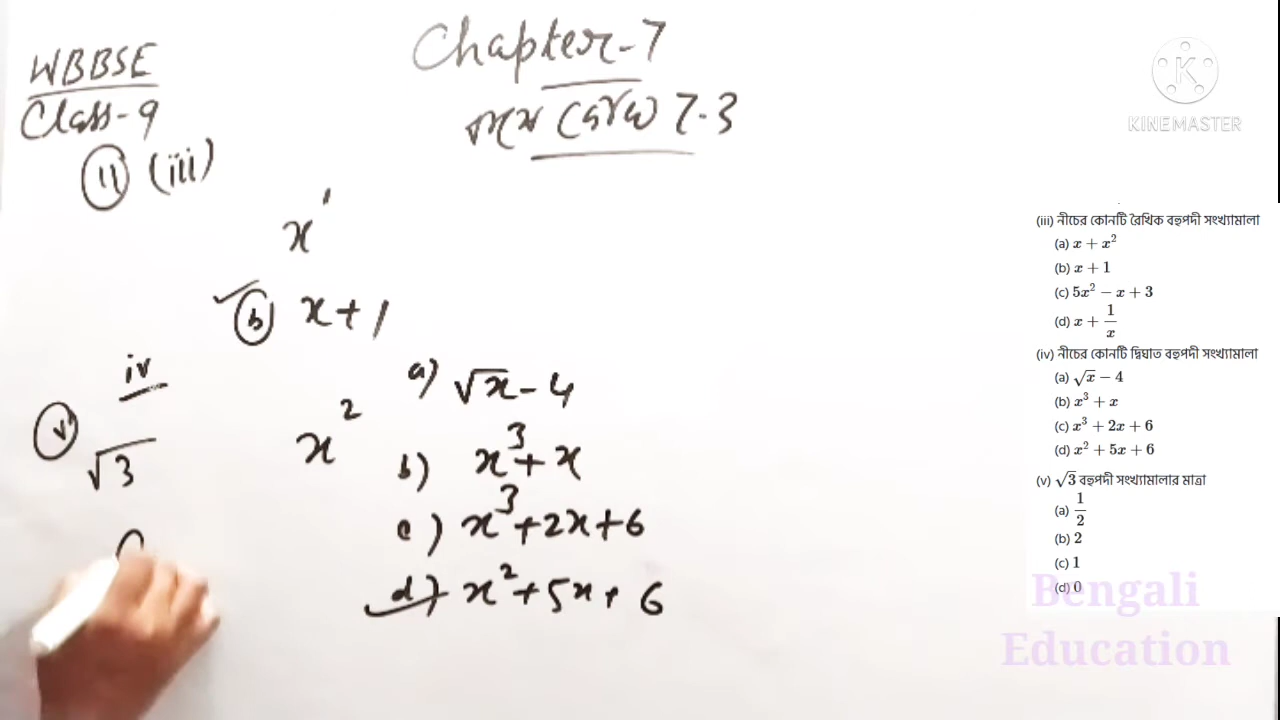 WBBSE
Class-9
Chapter-7
7.3
11 (iii)
x¹
b x+1
iv
x²
a) √x-4
b) x³+x
c) x³+2x+6
d) x²+5x+6
v
√3
KINEMASTER
(iii) নীচের কোনটি রৈখিক বহুপদী সংখ্যামালা
(a) x + x²
(b) x + 1
(c) 5x² − x + 3
(d) x + 1/x
(iv) নীচের কোনটি দ্বিঘাত বহুপদী সংখ্যামালা
(a) √x − 4
(b) x³ + x
(c) x³ + 2x + 6
(d) x² + 5x + 6
(v) √3 বহুপদী সংখ্যামালার মাত্রা
(a) 1/2
(b) 2
(c) 1
(d) 0
Bengali
Education